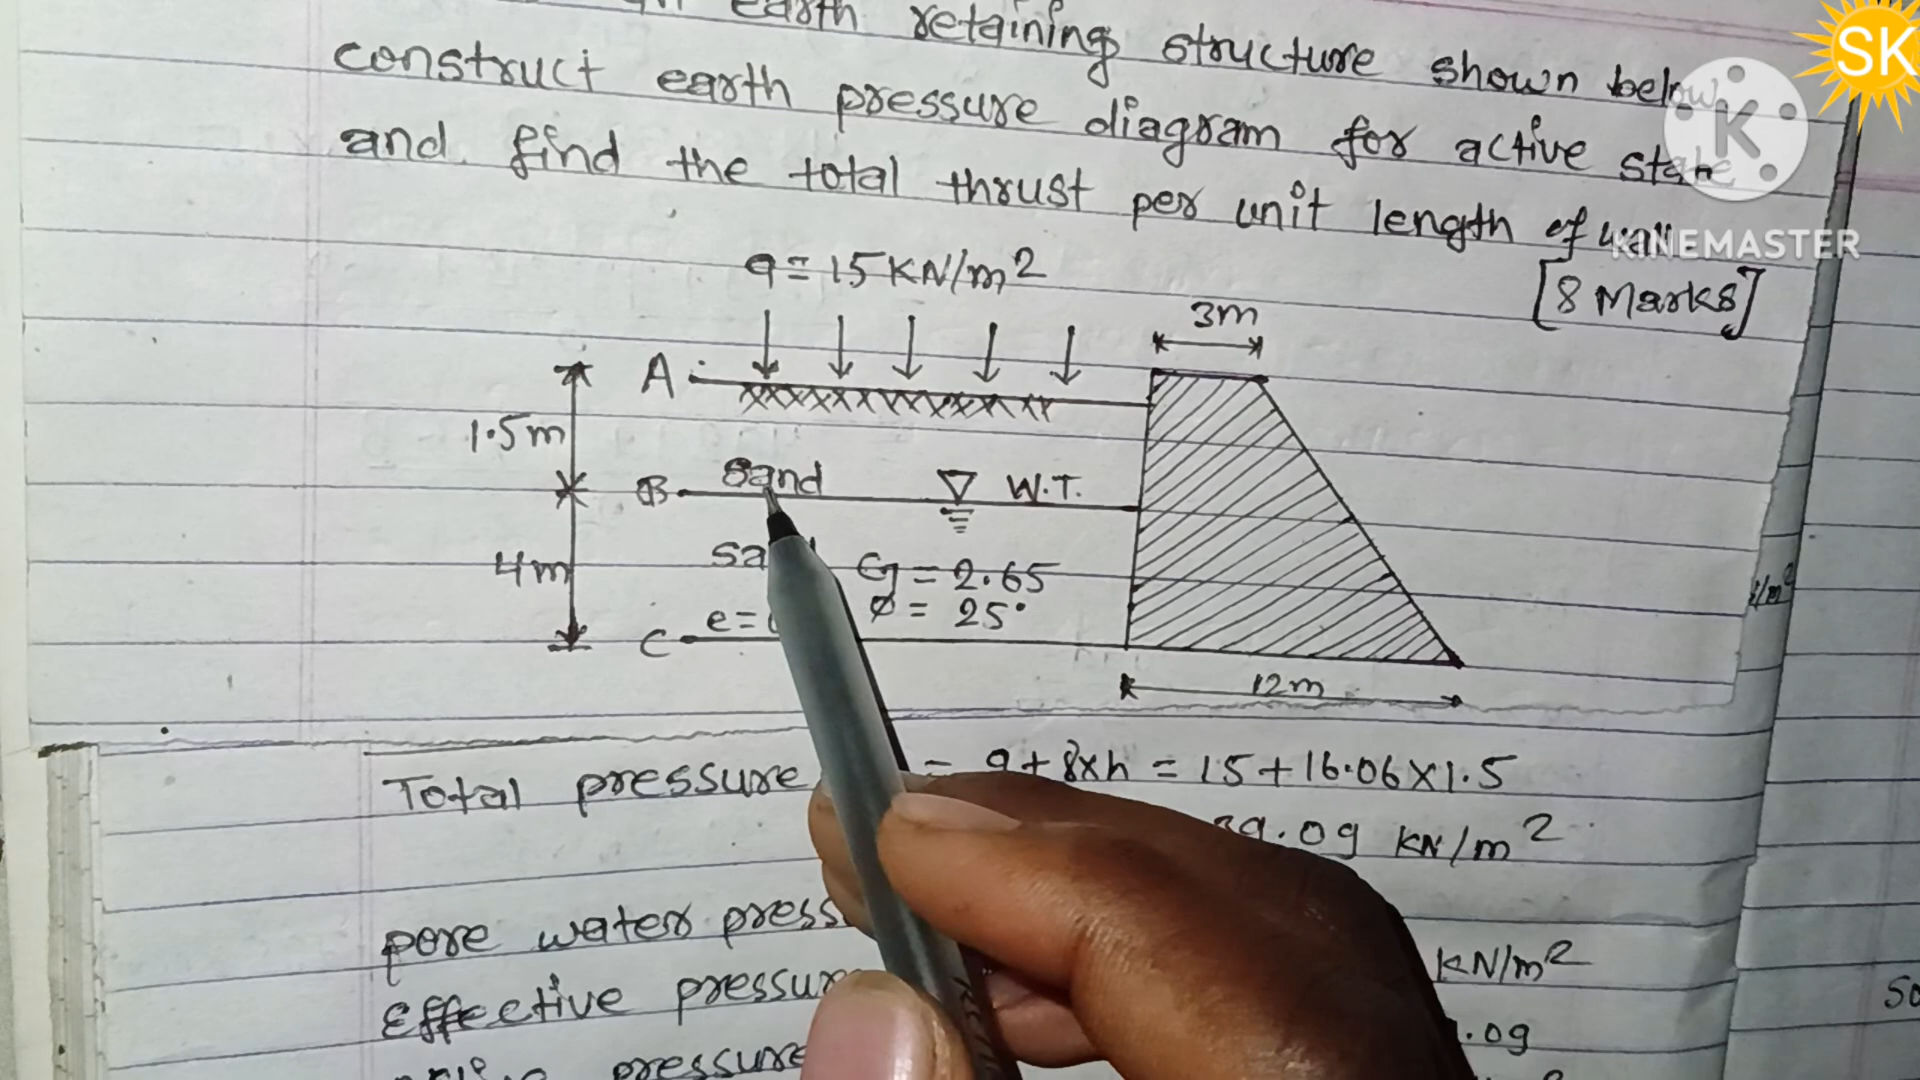 earth retaining structure shown below
construct earth pressure diagram for active state
and find the total thrust per unit length of wall
[8 Marks]
q = 15 KN/m²
3m
A
1.5m
B
Sand
W.T.
4m
G = 2.65
e =
ø = 25°
C
12m
Total pressure = q + γ×h = 15 + 16.06 × 1.5
39.09 KN/m²
pore water
KN/m²
Effective
.09
pressure
SK
K
KINEMASTER